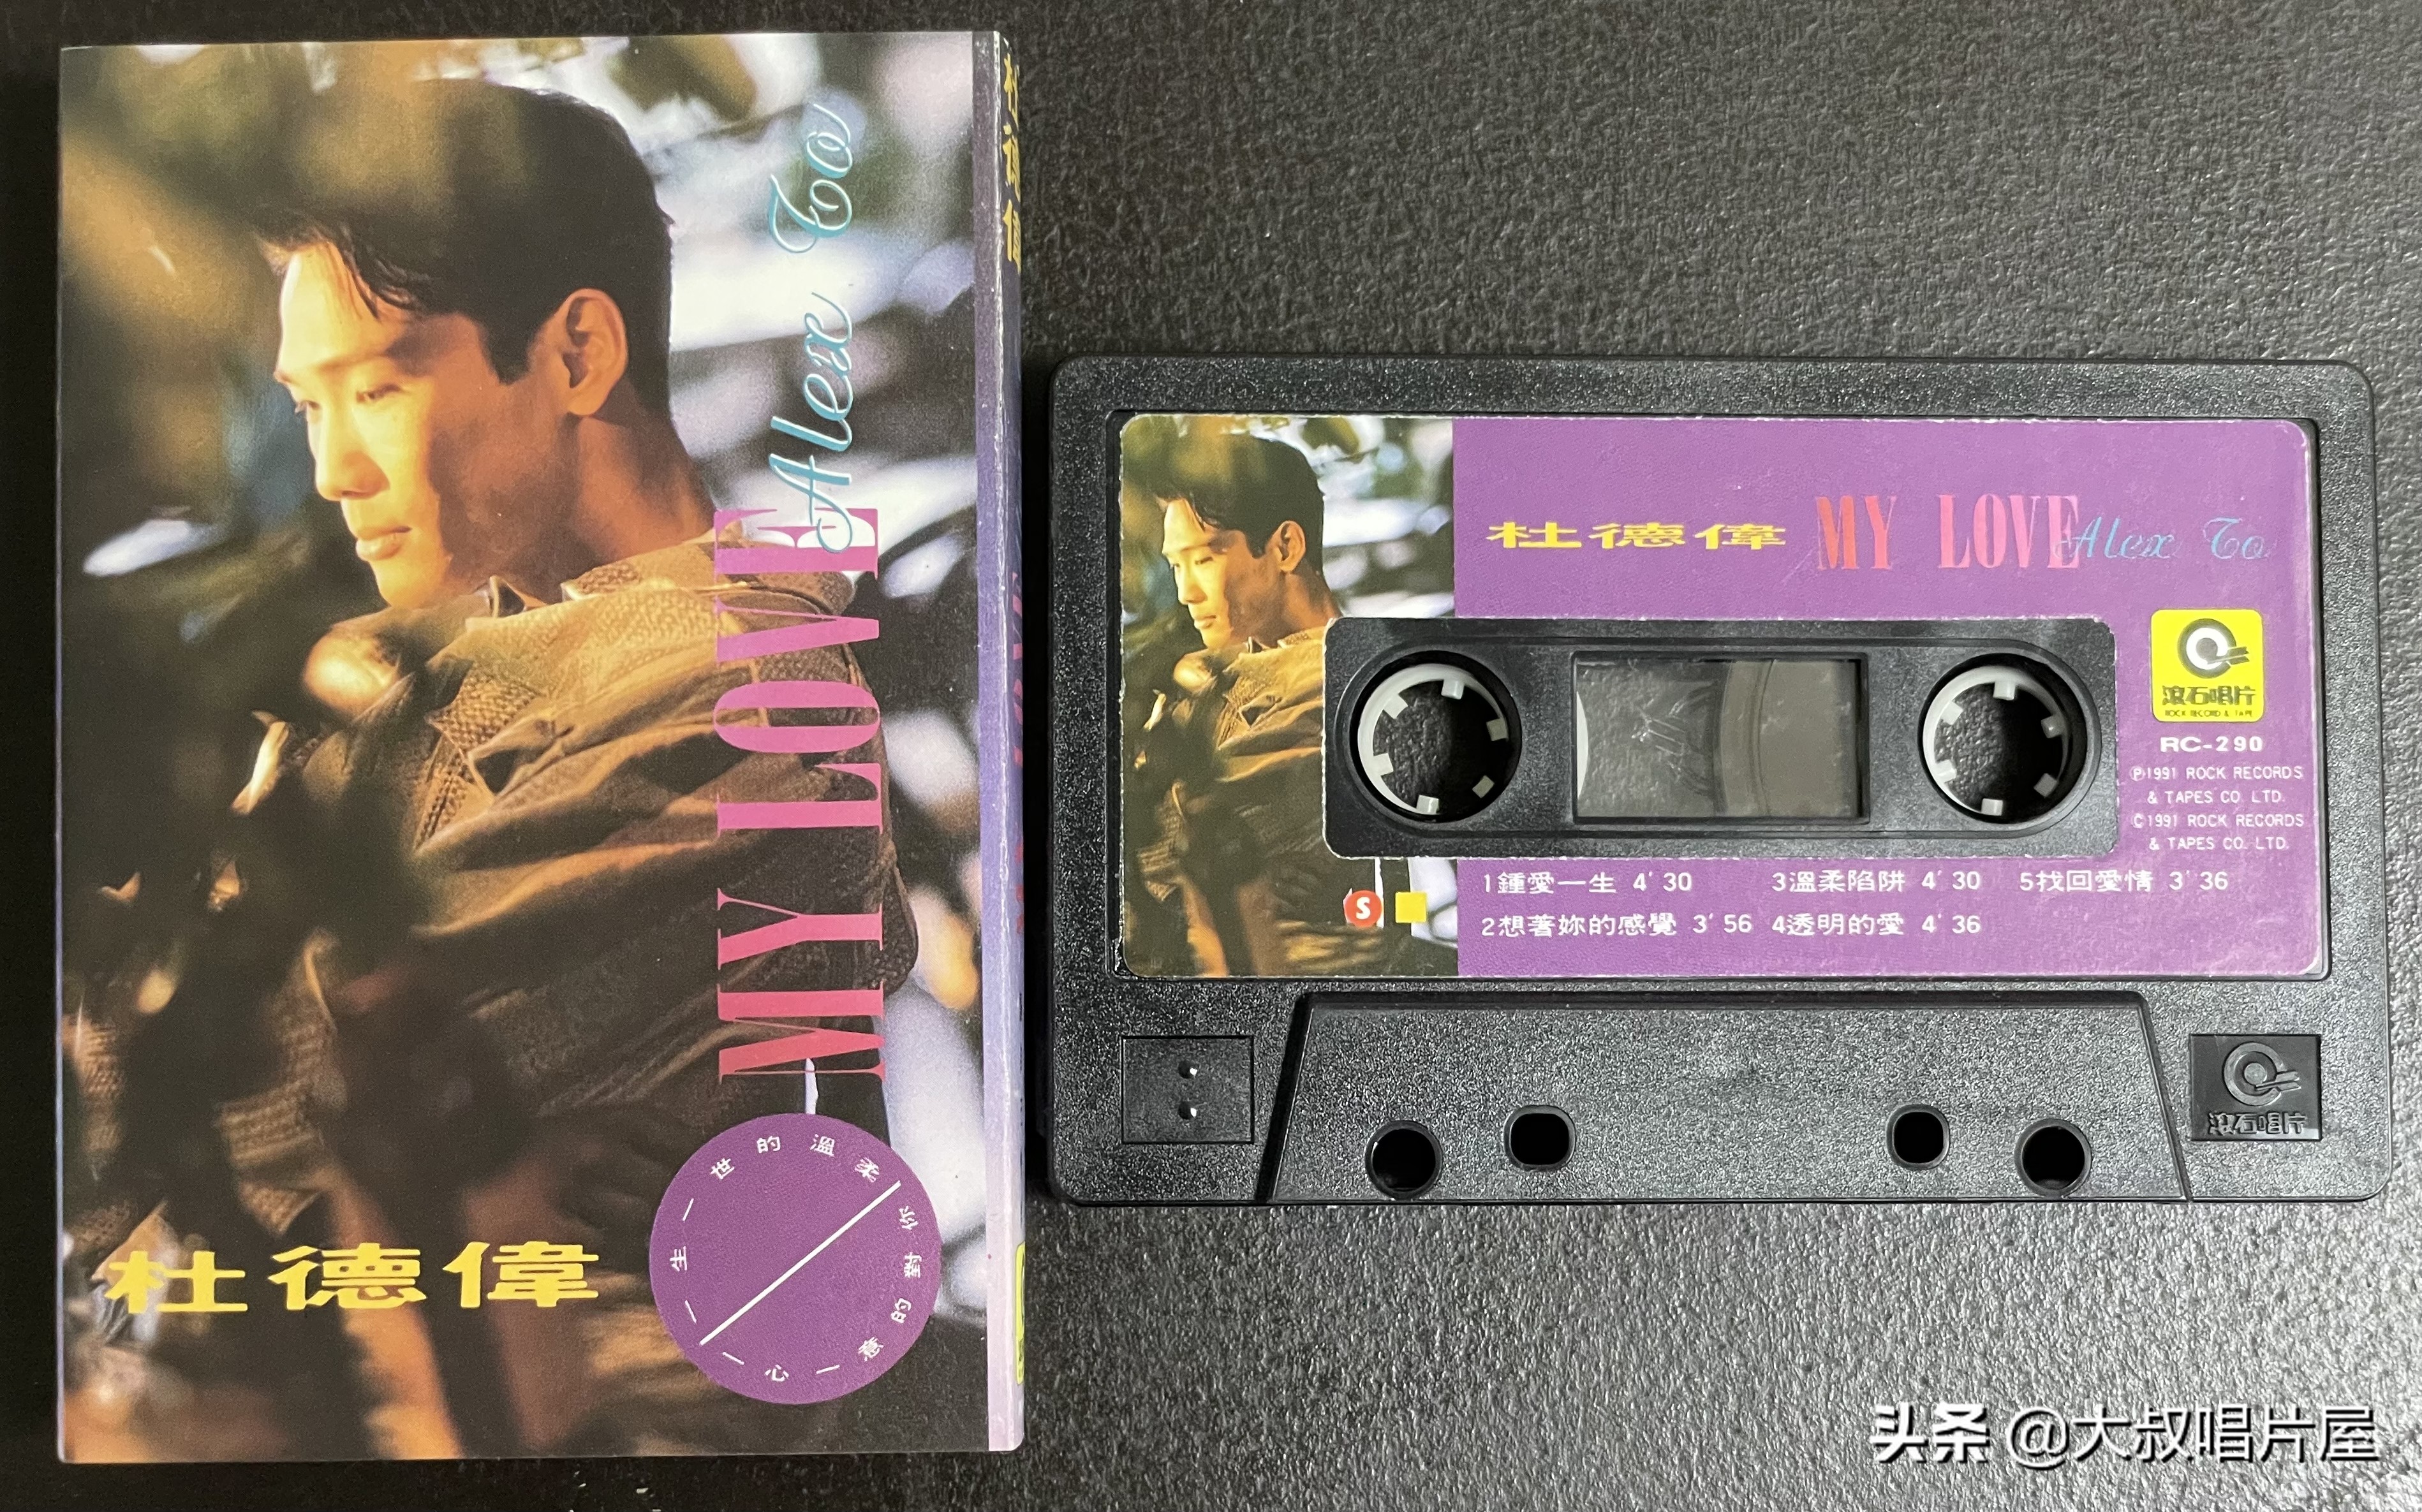 Alex To
MY LOVE
杜德偉
一生一世的溫柔
一心一意的對你
杜德偉
杜德偉 MY LOVE Alex To
滾石唱片
ROCK RECORD & TAPE
RC-290
Ⓟ1991 ROCK RECORDS
& TAPES CO. LTD.
Ⓒ1991 ROCK RECORDS
& TAPES CO. LTD.
S
1鍾愛一生 4'30 3溫柔陷阱 4'30 5找回愛情 3'36
2想著妳的感覺 3'56 4透明的愛 4'36
滾石唱片
头条 @大叔唱片屋